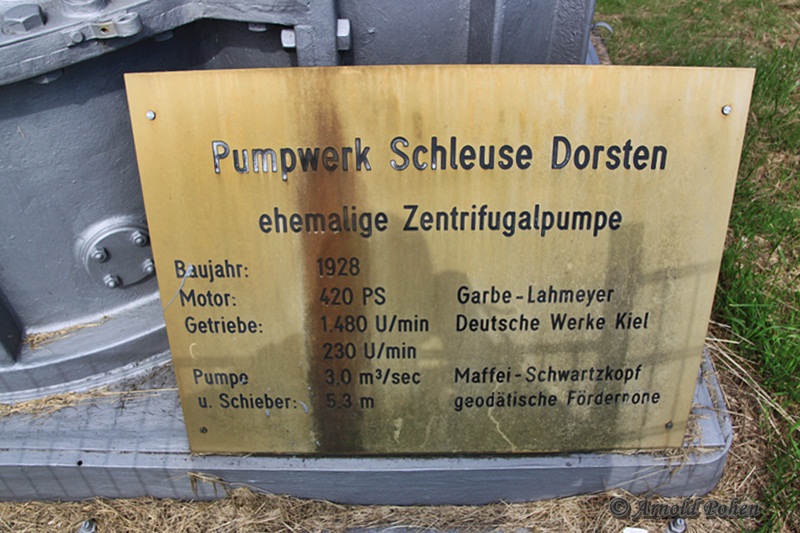 Pumpwerk Schleuse Dorsten
ehemalige Zentrifugalpumpe
Baujahr: 1928
Motor: 420 PS Garbe-Lahmeyer
Getriebe: 1.480 U/min Deutsche Werke Kiel
230 U/min
Pumpe 3,0 m³/sec Maffei-Schwartzkopf
u. Schieber: 5,3 m geodätische Förderhöhe
© Arnold Pohen